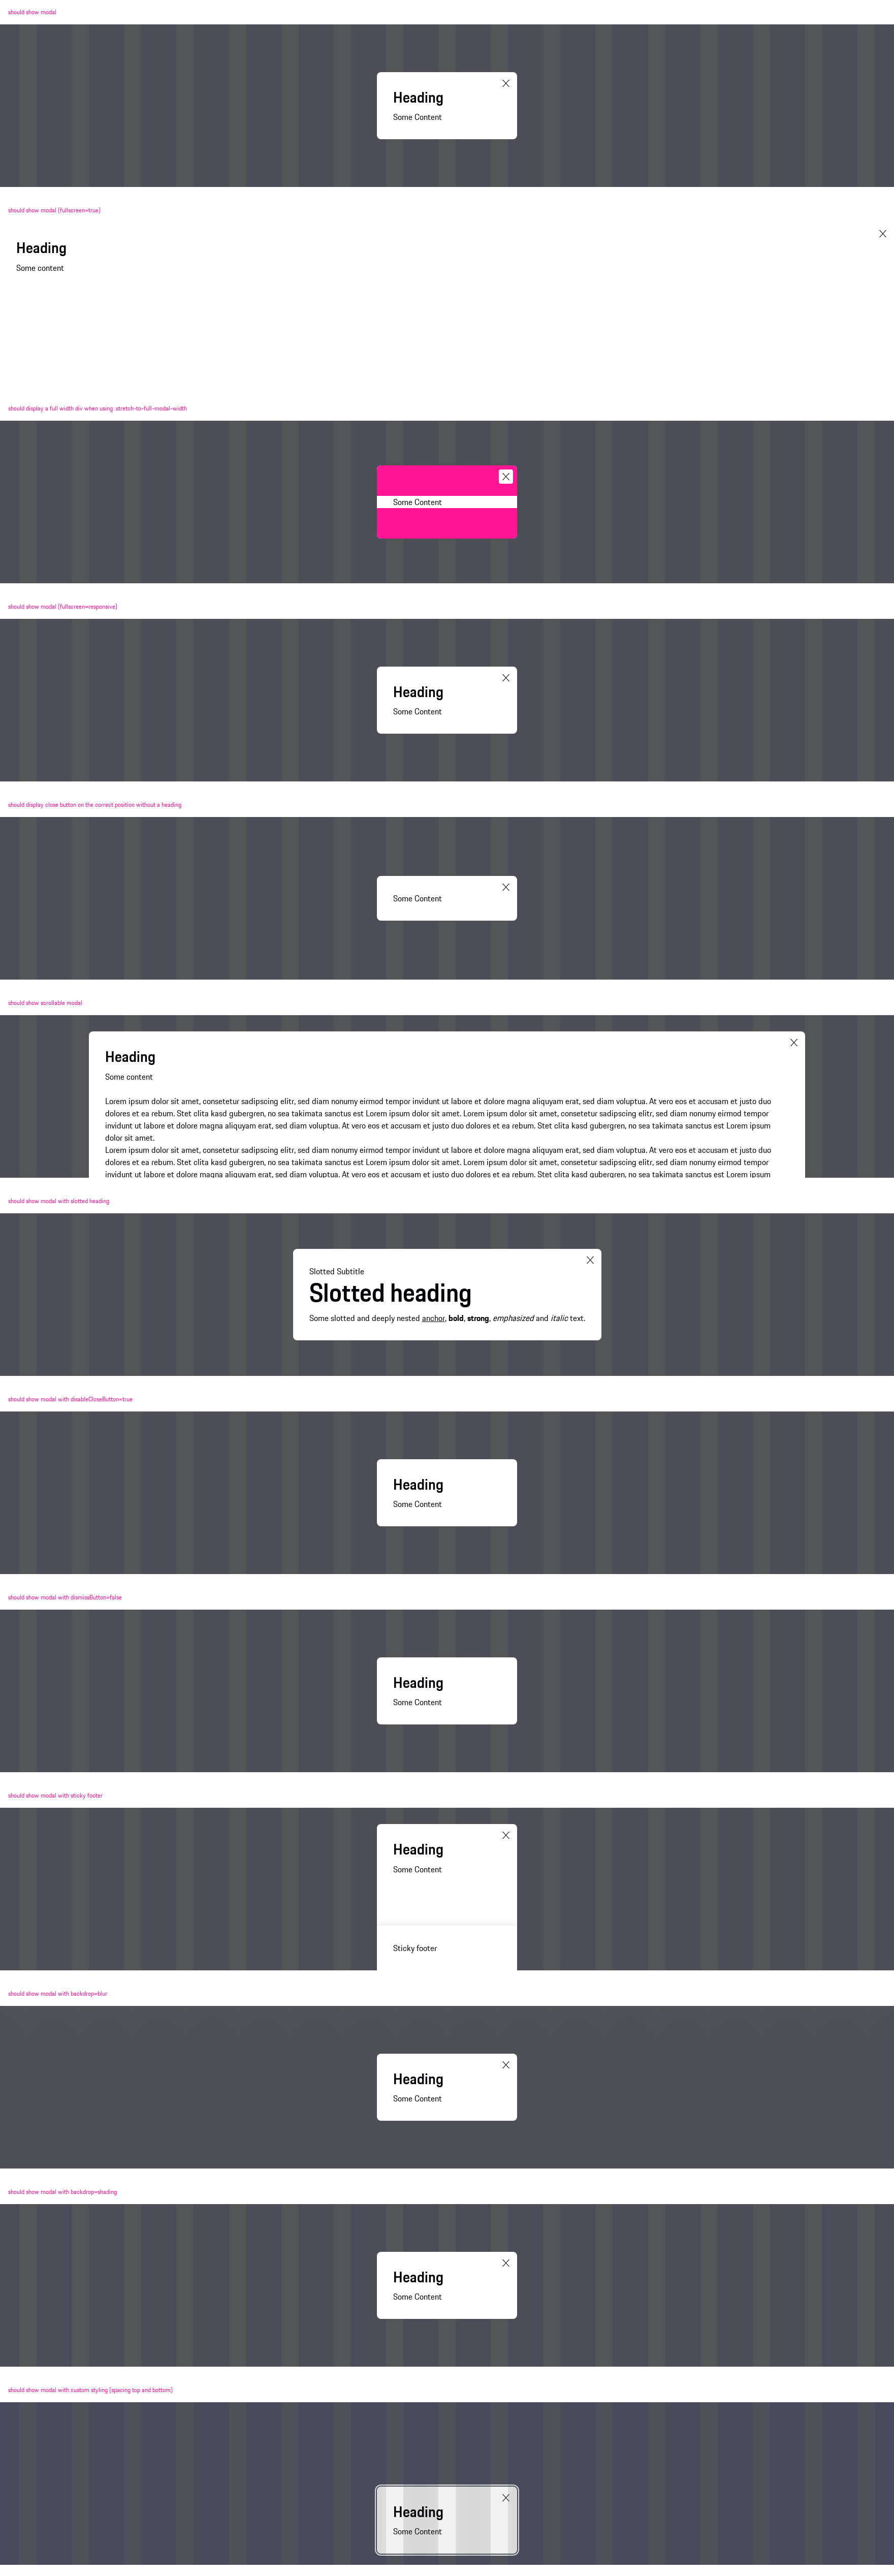 should show modal
Heading
Some Content
should show modal (fullscreen=true)
Heading
Some content
should display a full width div when using .stretch-to-full-modal-width
Some Content
should show modal (fullscreen=responsive)
Heading
Some Content
should display close button on the correct position without a heading
Some Content
should show scrollable modal
Heading
Some content
Lorem ipsum dolor sit amet, consetetur sadipscing elitr, sed diam nonumy eirmod tempor invidunt ut labore et dolore magna aliquyam erat, sed diam voluptua. At vero eos et accusam et justo duo
dolores et ea rebum. Stet clita kasd gubergren, no sea takimata sanctus est Lorem ipsum dolor sit amet. Lorem ipsum dolor sit amet, consetetur sadipscing elitr, sed diam nonumy eirmod tempor
invidunt ut labore et dolore magna aliquyam erat, sed diam voluptua. At vero eos et accusam et justo duo dolores et ea rebum. Stet clita kasd gubergren, no sea takimata sanctus est Lorem ipsum
dolor sit amet.
Lorem ipsum dolor sit amet, consetetur sadipscing elitr, sed diam nonumy eirmod tempor invidunt ut labore et dolore magna aliquyam erat, sed diam voluptua. At vero eos et accusam et justo duo
dolores et ea rebum. Stet clita kasd gubergren, no sea takimata sanctus est Lorem ipsum dolor sit amet. Lorem ipsum dolor sit amet, consetetur sadipscing elitr, sed diam nonumy eirmod tempor
invidunt ut labore et dolore magna aliquyam erat, sed diam voluptua. At vero eos et accusam et justo duo dolores et ea rebum. Stet clita kasd gubergren, no sea takimata sanctus est Lorem ipsum
should show modal with slotted heading
Slotted Subtitle
Slotted heading
Some slotted and deeply nested anchor, bold, strong, emphasized and italic text.
should show modal with disableCloseButton=true
Heading
Some Content
should show modal with dismissButton=false
Heading
Some Content
should show modal with sticky footer
Heading
Some Content
Sticky footer
should show modal with backdrop=blur
Heading
Some Content
should show modal with backdrop=shading
Heading
Some Content
should show modal with custom styling (spacing top and bottom)
Heading
Some Content